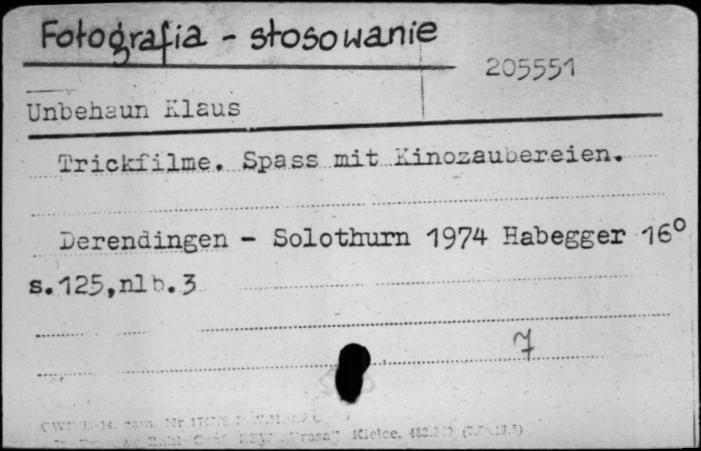 Fotografia - stosowanie
205551
Unbehaun Klaus
Trickfilme. Spass mit Kinozaubereien.
Derendingen - Solothurn 1974 Habegger 16°
s.125,nlb.3
7
Kielce.